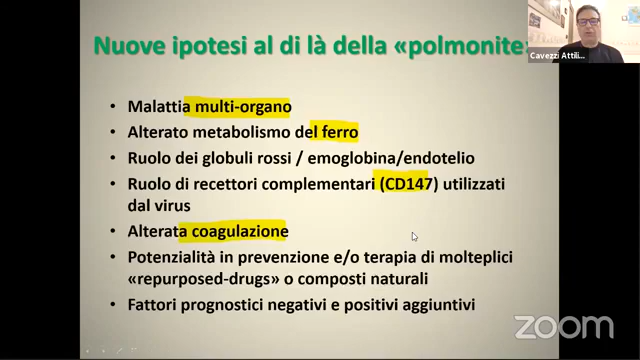 Nuove ipotesi al di là della «polmonite»
Cavezzi Attili...
• Malattia multi-organo
• Alterato metabolismo del ferro
• Ruolo dei globuli rossi / emoglobina/endotelio
• Ruolo di recettori complementari (CD147) utilizzati
dal virus
• Alterata coagulazione
• Potenzialità in prevenzione e/o terapia di molteplici
«repurposed-drugs» o composti naturali
• Fattori prognostici negativi e positivi aggiuntivi
zoom